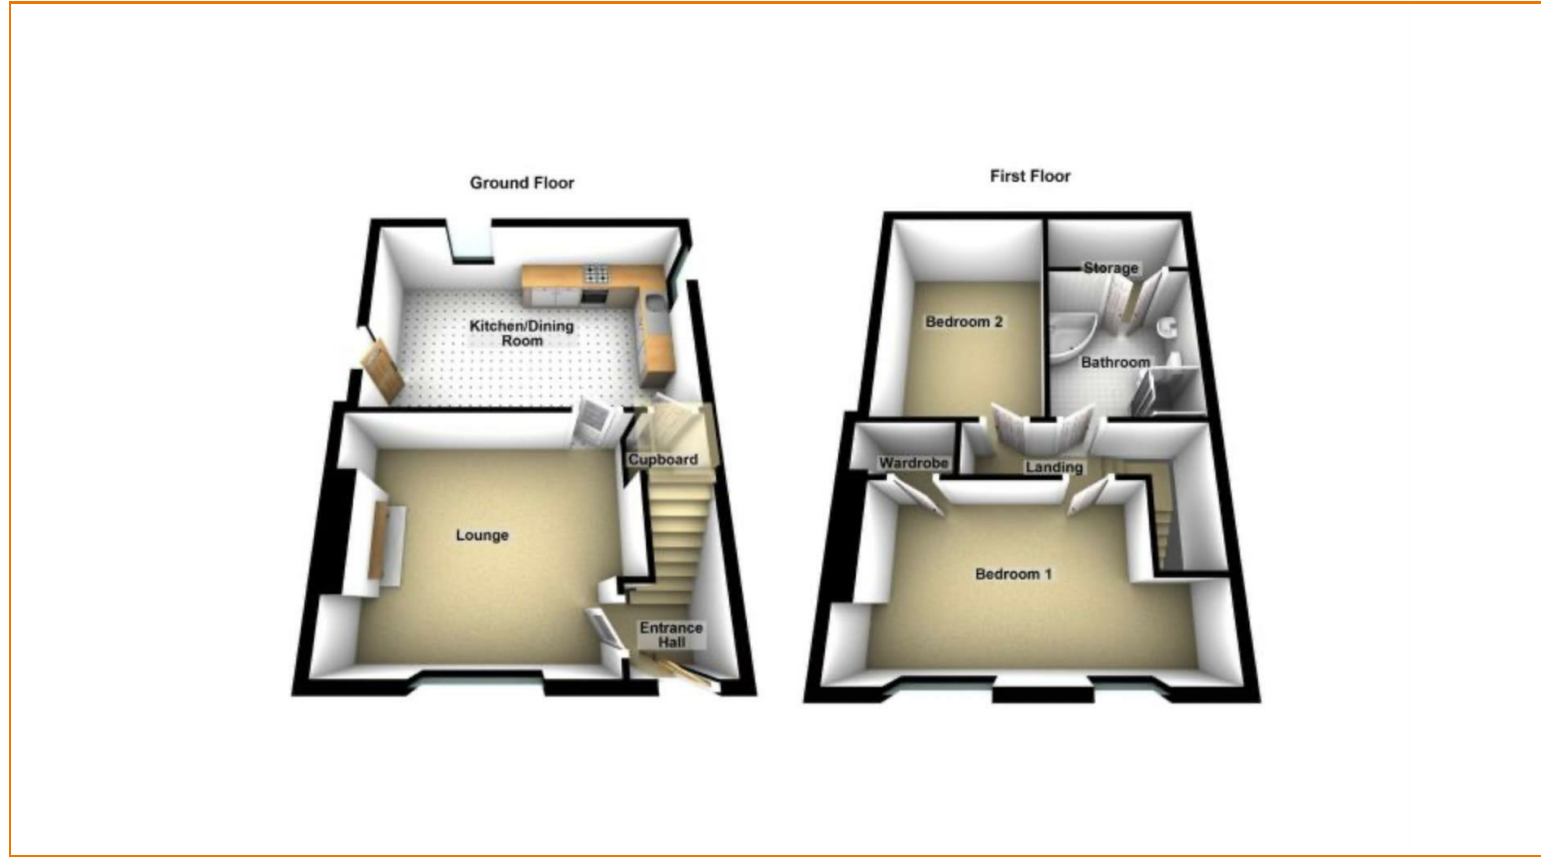 Ground Floor
Kitchen/Dining
Room
Cupboard
Lounge
Entrance
Hall
First Floor
Storage
Bedroom 2
Bathroom
Wardrobe
Landing
Bedroom 1